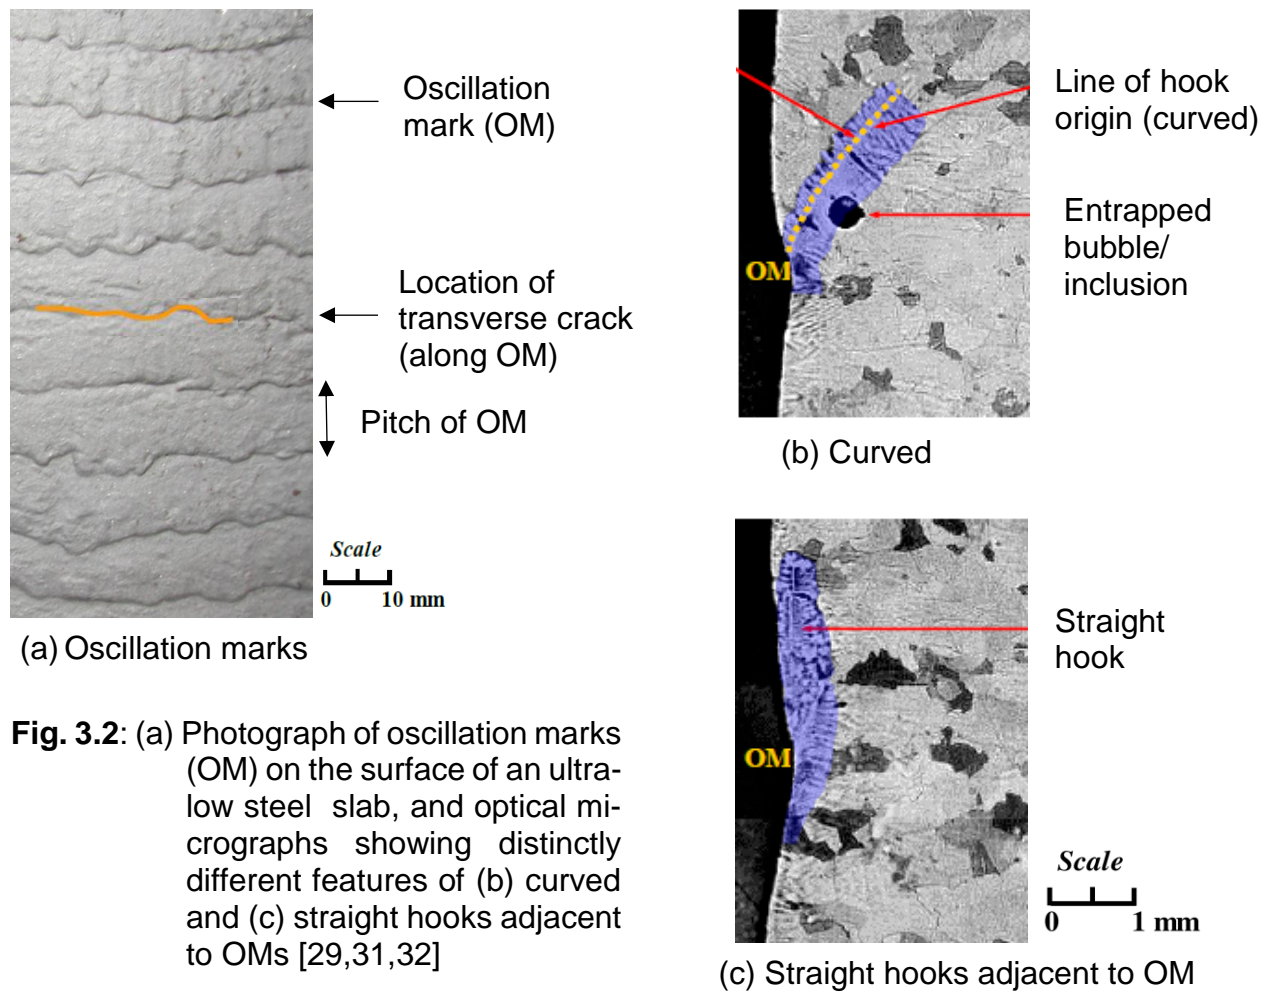 Oscillation
mark (OM)
Location of
transverse crack
(along OM)
Pitch of OM
Scale
0 10 mm
(a) Oscillation marks
Fig. 3.2: (a) Photograph of oscillation marks
(OM) on the surface of an ultra-
low steel slab, and optical mi-
crographs showing distinctly
different features of (b) curved
and (c) straight hooks adjacent
to OMs [29,31,32]
Line of hook
origin (curved)
Entrapped
bubble/
inclusion
OM
(b) Curved
Straight
hook
OM
Scale
0 1 mm
(c) Straight hooks adjacent to OM